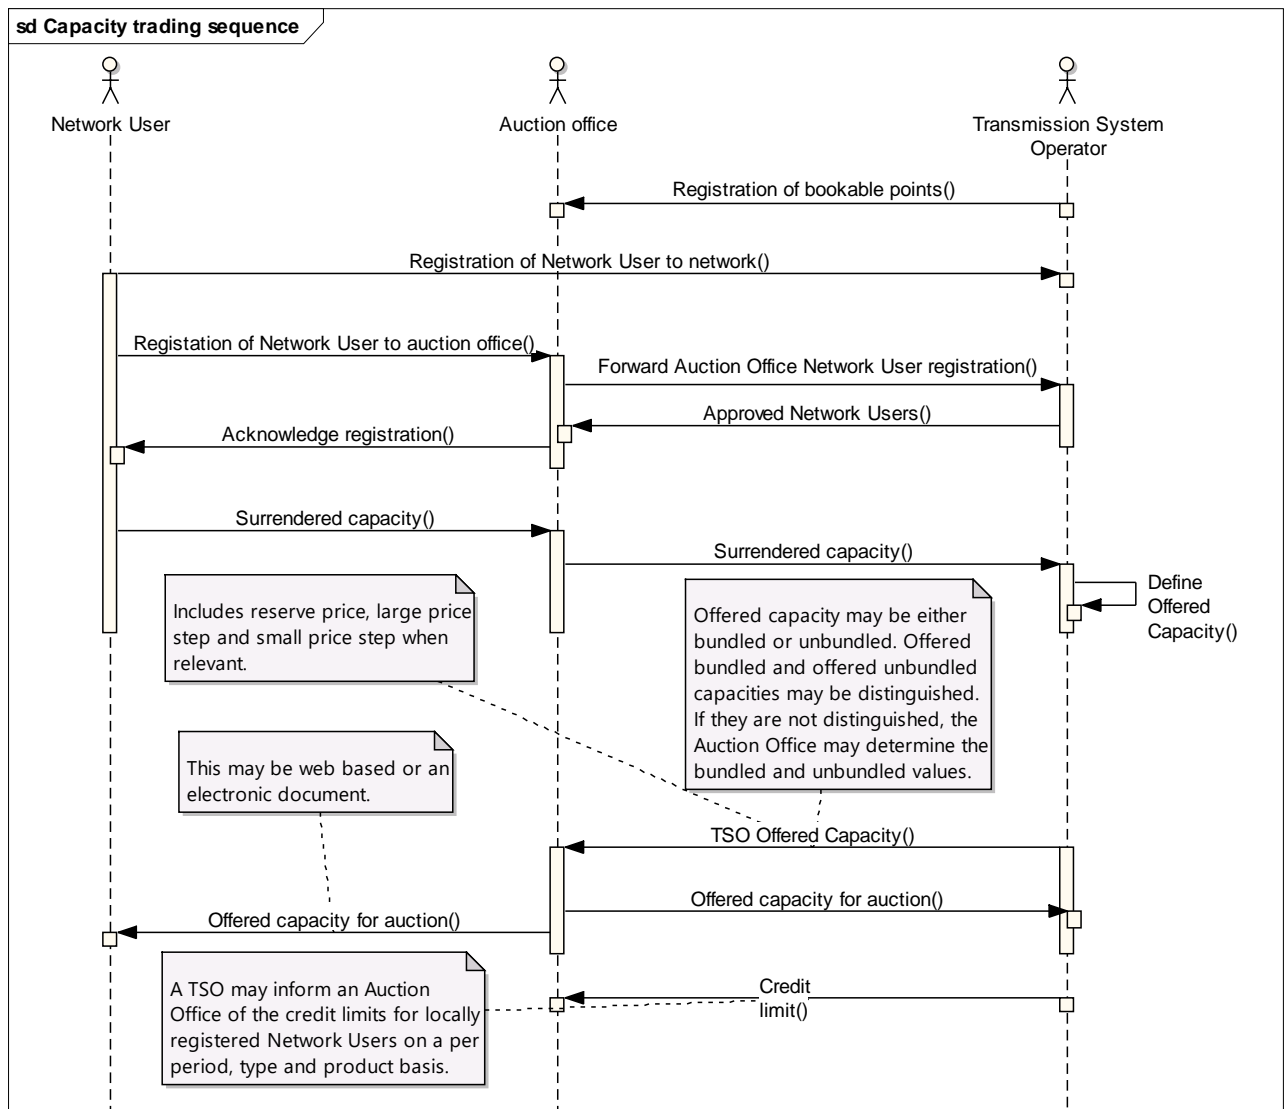 sd Capacity trading sequence
Network User
Auction office
Transmission System
Operator
Registration of bookable points()
Registration of Network User to network()
Registation of Network User to auction office()
Forward Auction Office Network User registration()
Approved Network Users()
Acknowledge registration()
Surrendered capacity()
Surrendered capacity()
Define
Offered
Capacity()
Includes reserve price, large price
step and small price step when
relevant.
Offered capacity may be either
bundled or unbundled. Offered
bundled and offered unbundled
capacities may be distinguished.
If they are not distinguished, the
Auction Office may determine the
bundled and unbundled values.
This may be web based or an
electronic document.
TSO Offered Capacity()
Offered capacity for auction()
Offered capacity for auction()
A TSO may inform an Auction
Office of the credit limits for locally
registered Network Users on a per
period, type and product basis.
Credit
limit()